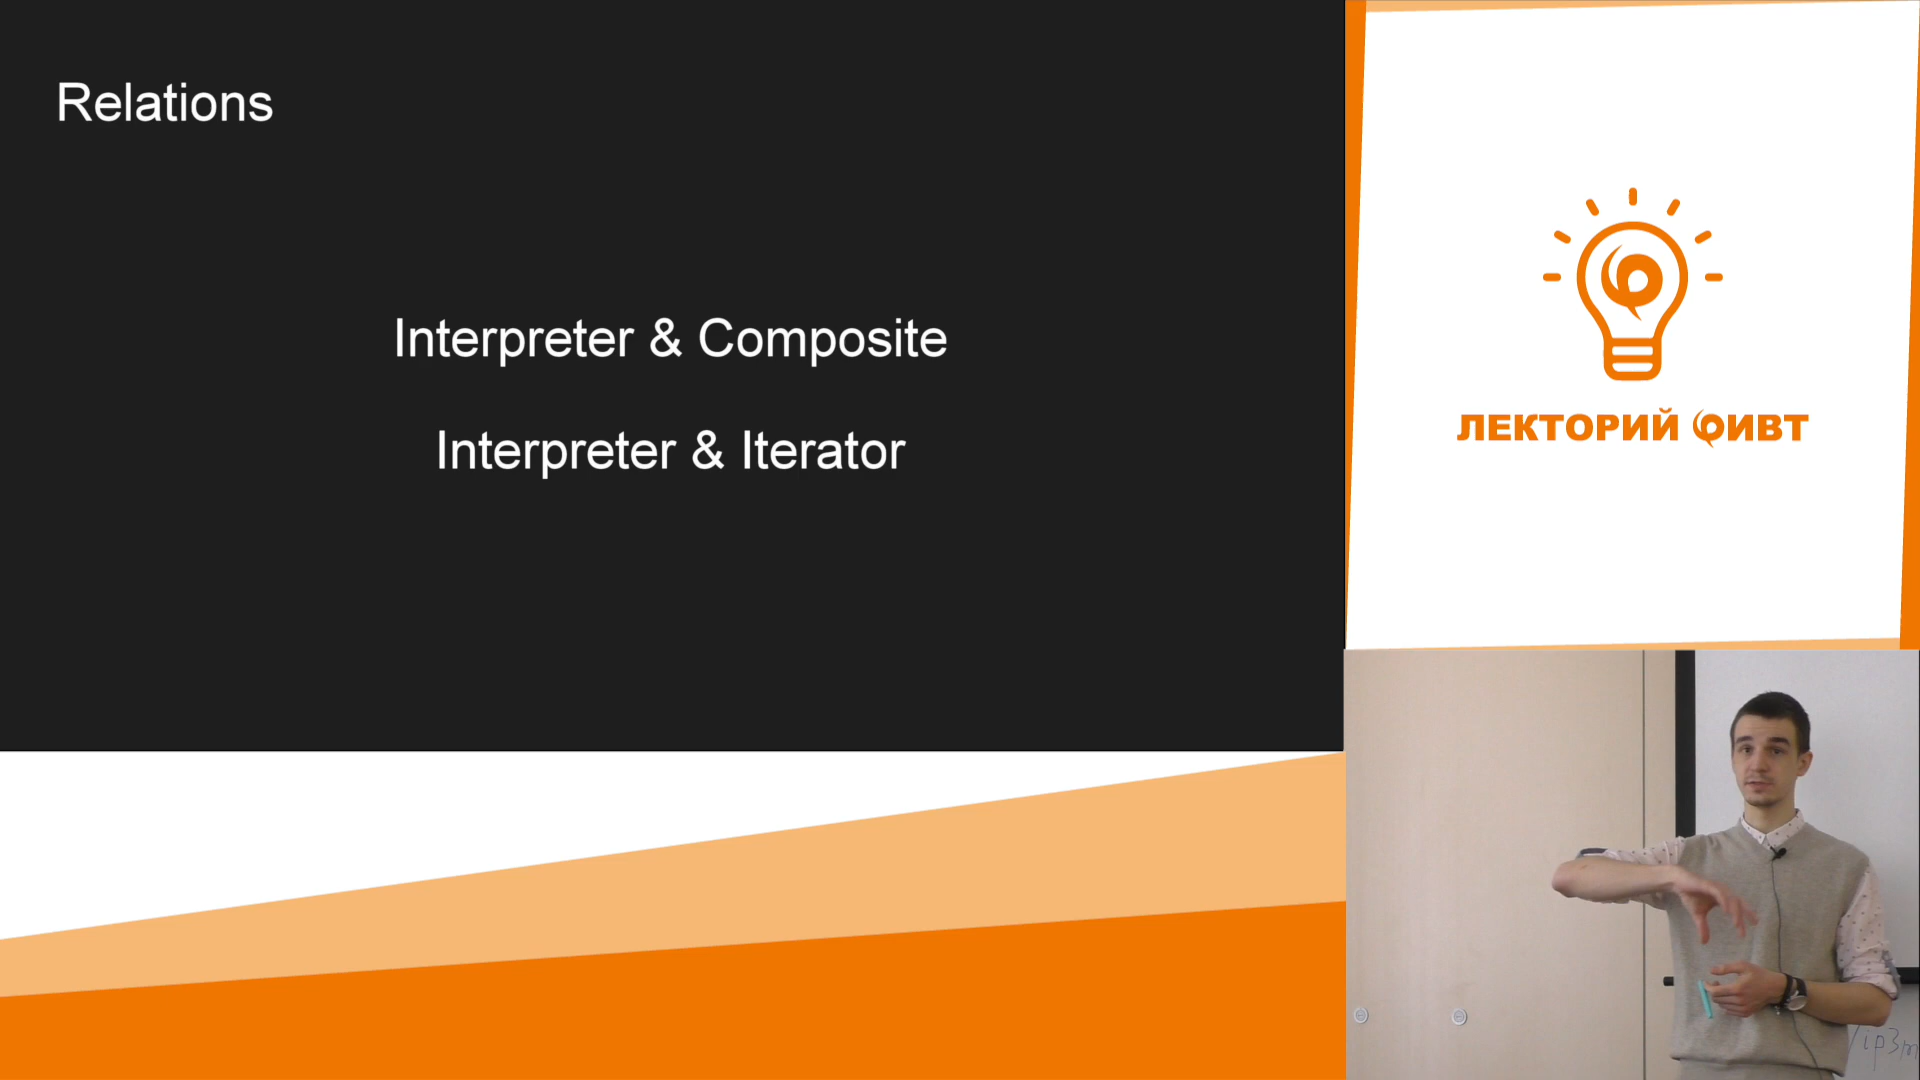 Relations
Interpreter & Composite
Interpreter & Iterator
ЛЕКТОРИЙ ФИВТ